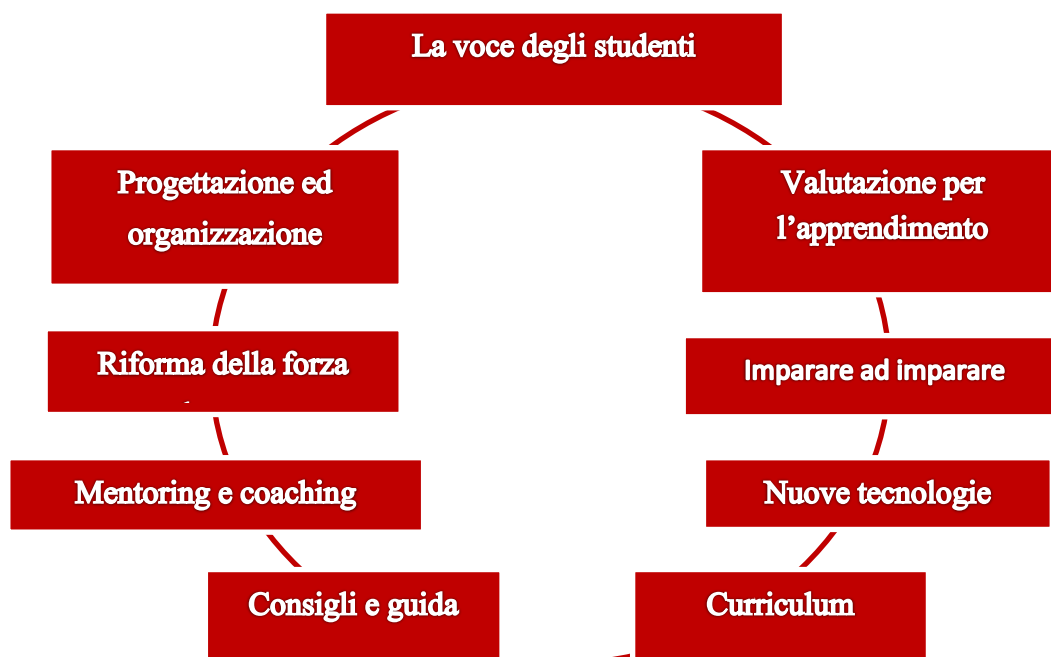 La voce degli studenti
Progettazione ed
organizzazione
Valutazione per
l’apprendimento
Riforma della forza
Imparare ad imparare
Mentoring e coaching
Nuove tecnologie
Consigli e guida
Curriculum